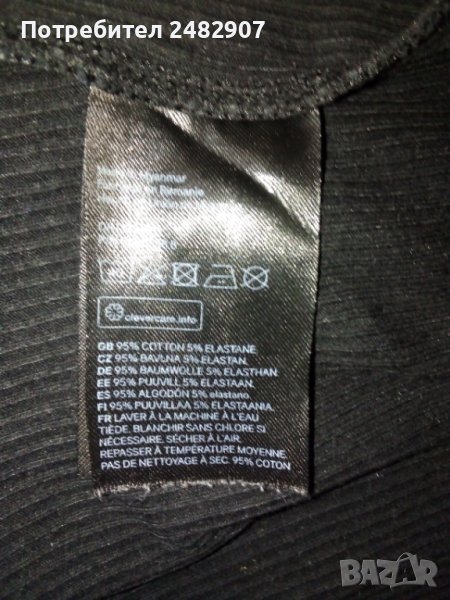 Потребител 2482907
clevercare.info
GB 95% COTTON 5% ELASTANE
CZ 95% BAVLNA 5% ELASTAN.
DE 95% BAUMWOLLE 5% ELASTHAN.
EE 95% PUUVILL 5% ELASTAAN.
ES 95% ALGODÓN 5% elastano.
FI 95% PUUVILLAA 5% ELASTAANIA.
FR LAVER À LA MACHINE À L'EAU
TIÈDE. BLANCHIR SANS CHLORE SI
NÉCESSAIRE. SÉCHER À L'AIR.
REPASSER À TEMPÉRATURE MOYENNE.
PAS DE NETTOYAGE À SEC. 95% COTON
BAZAR